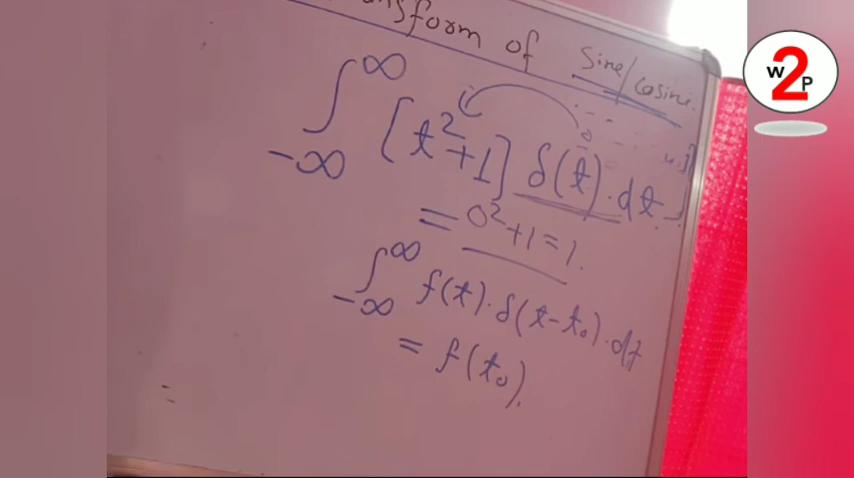 nsform of sine/cosine.
∫_{-∞}^{∞} [t²+1] δ(t).dt
= 0²+1=1.
∫_{-∞}^{∞} f(t).δ(t-t₀).dt
= f(t₀).
W2P